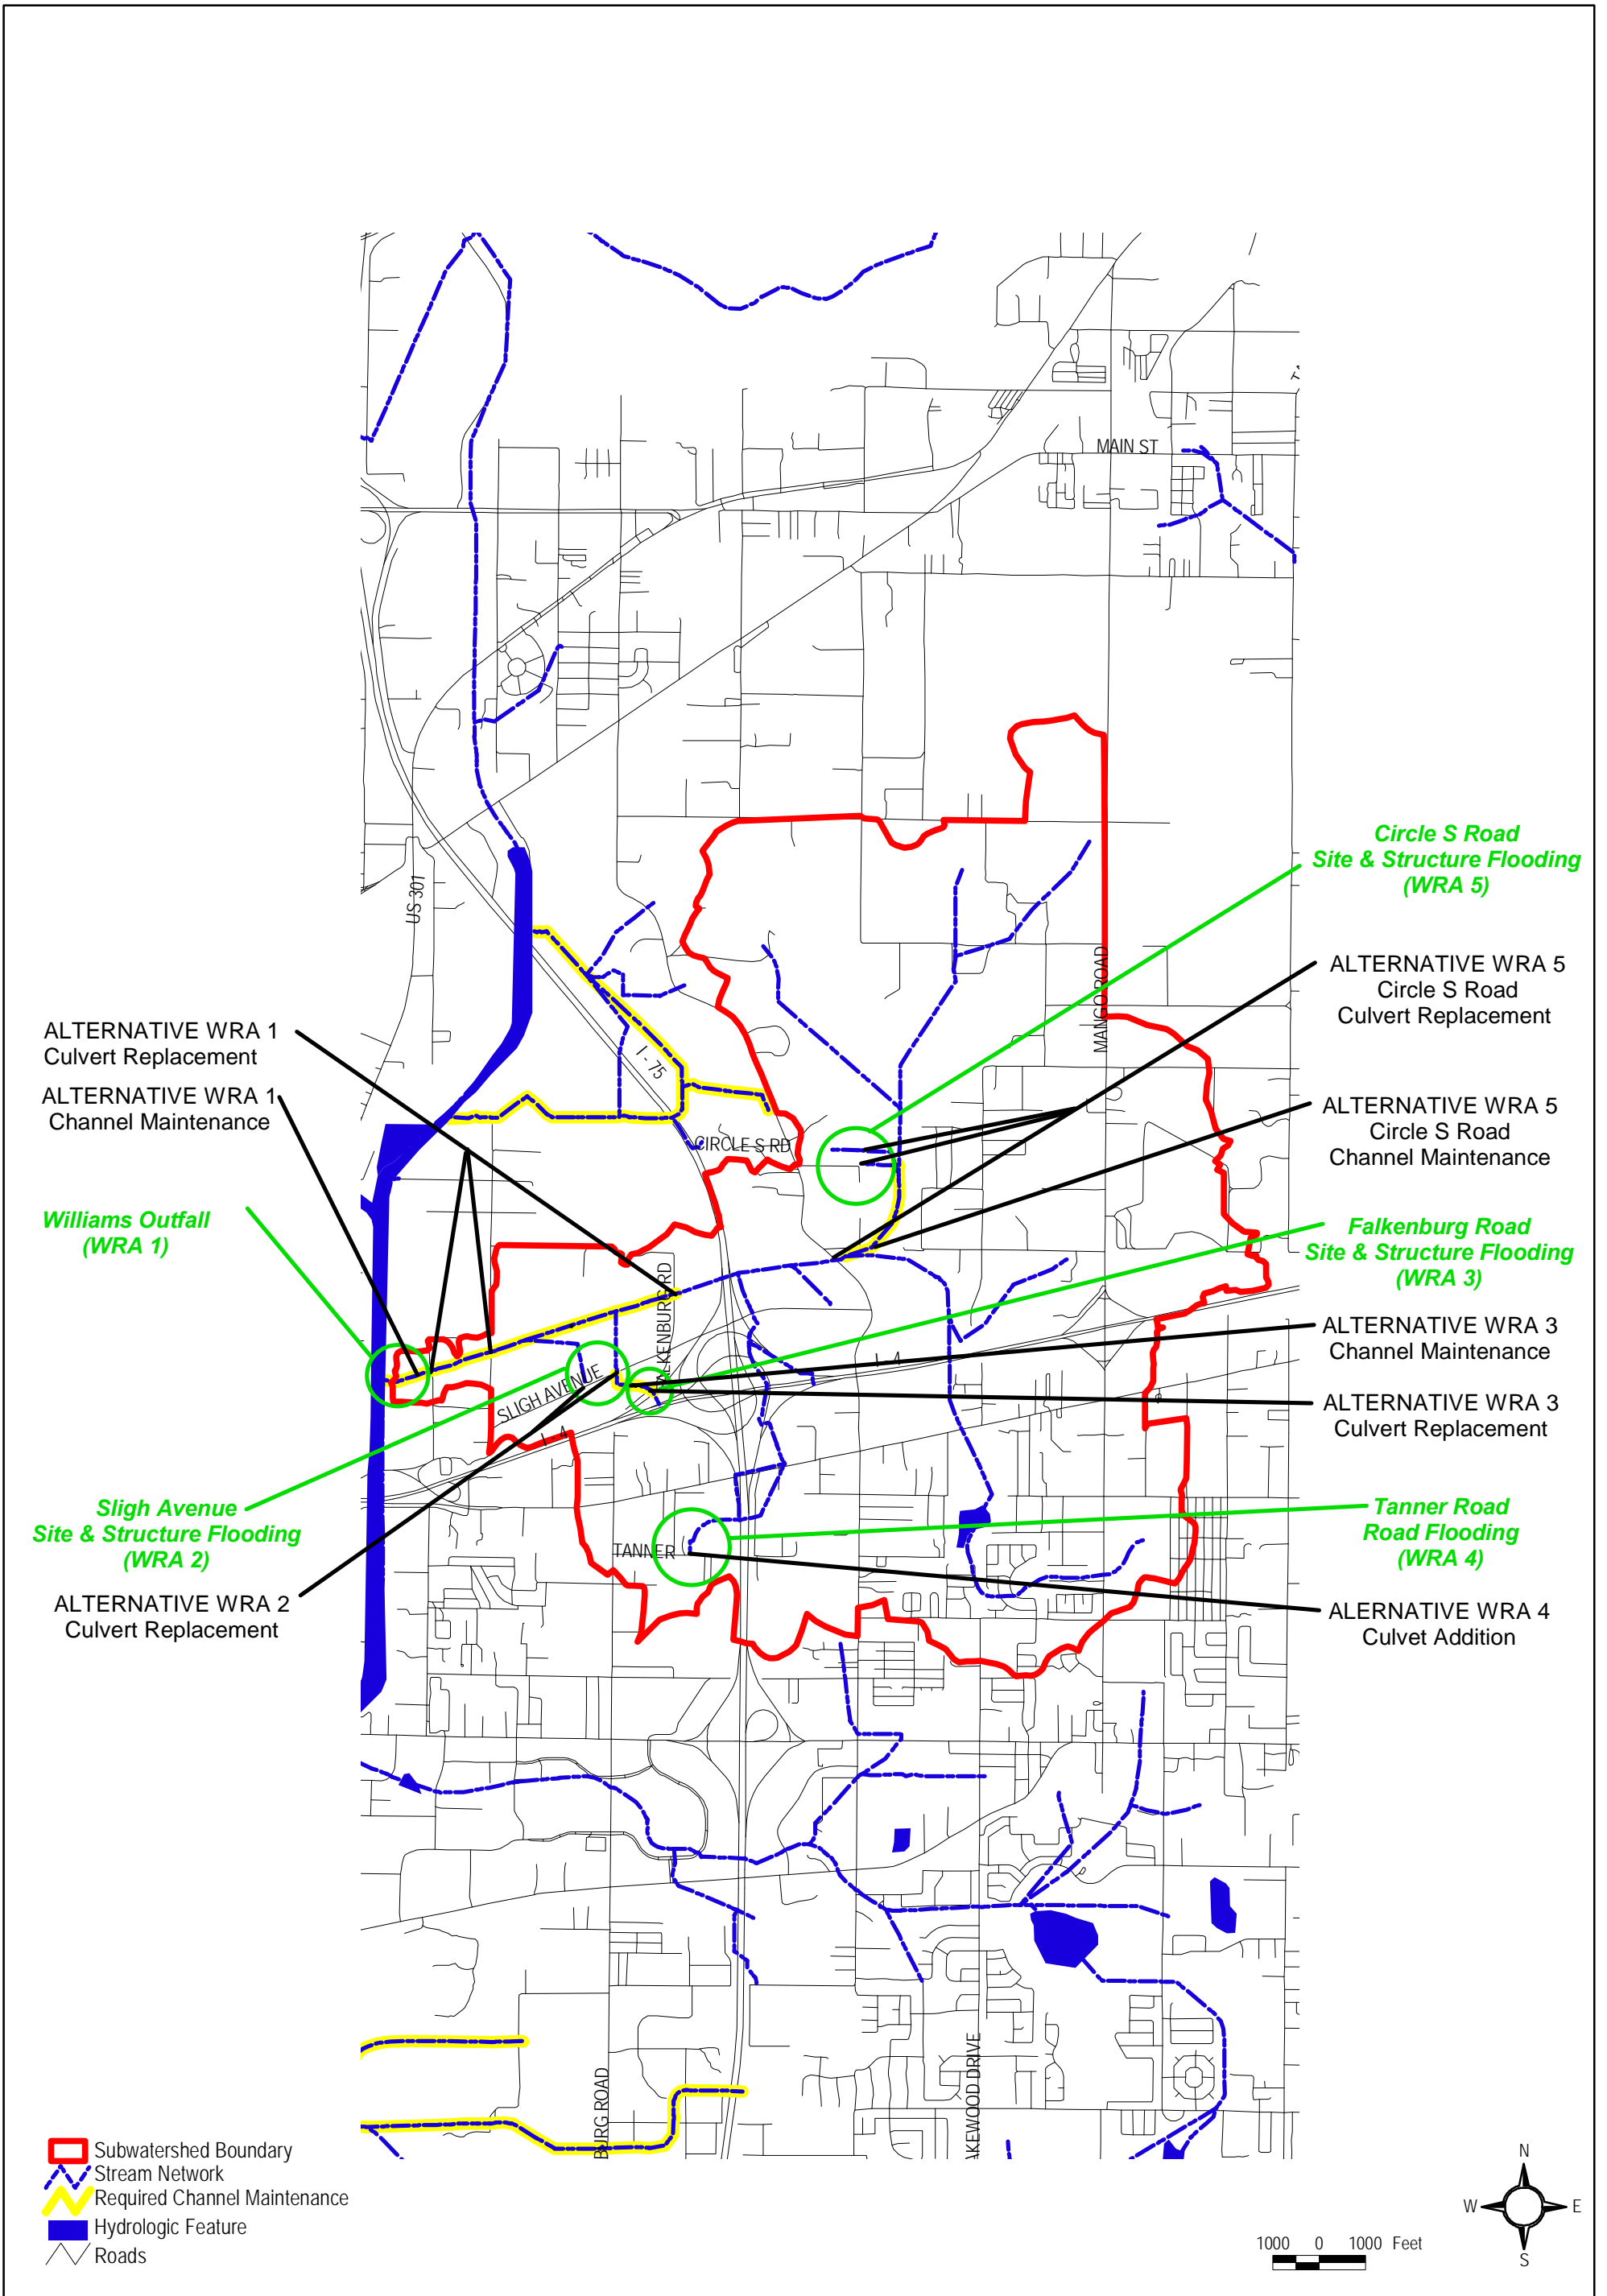 MAIN ST
US 301
MANGO ROAD
I - 75
CIRCLE S RD
Circle S Road
Site & Structure Flooding
(WRA 5)
ALTERNATIVE WRA 5
Circle S Road
Culvert Replacement
ALTERNATIVE WRA 1
Culvert Replacement
ALTERNATIVE WRA 1
Channel Maintenance
ALTERNATIVE WRA 5
Circle S Road
Channel Maintenance
Williams Outfall
(WRA 1)
Falkenburg Road
Site & Structure Flooding
(WRA 3)
ALKENBURG RD
SLIGH AVENUE
I - 4
I - 4
ALTERNATIVE WRA 3
Channel Maintenance
ALTERNATIVE WRA 3
Culvert Replacement
Sligh Avenue
Site & Structure Flooding
(WRA 2)
Tanner Road
Road Flooding
(WRA 4)
TANNER
ALTERNATIVE WRA 2
Culvert Replacement
ALERNATIVE WRA 4
Culvet Addition
BURG ROAD
AKEWOOD DRIVE
Subwatershed Boundary
Stream Network
Required Channel Maintenance
Hydrologic Feature
Roads
1000 0 1000 Feet
N
W E
S